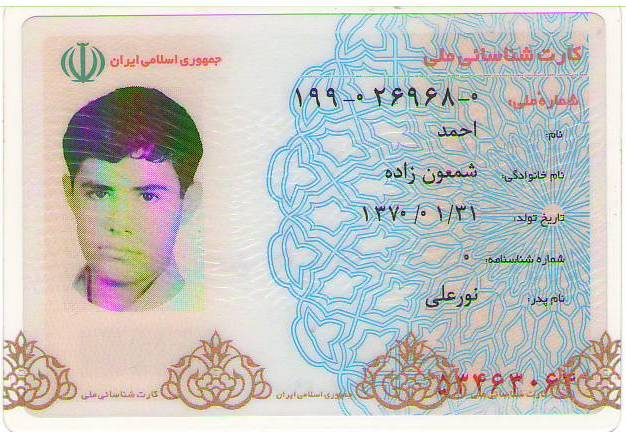 جمهوری اسلامی ایران
کارت شناسائی ملی
شماره ملی: ۱۹۹-۰۲۶۹۶۸-۰
نام: احمد
نام خانوادگی: شمعون زاده
تاریخ تولد: ۱۳۷۰/۰۱/۳۱
شماره شناسنامه: ۰
نام پدر: نورعلی
۵۳۴۶۳۰۶۴
کارت شناسائی ملی جمهوری اسلامی ایران کارت شناسائی ملی